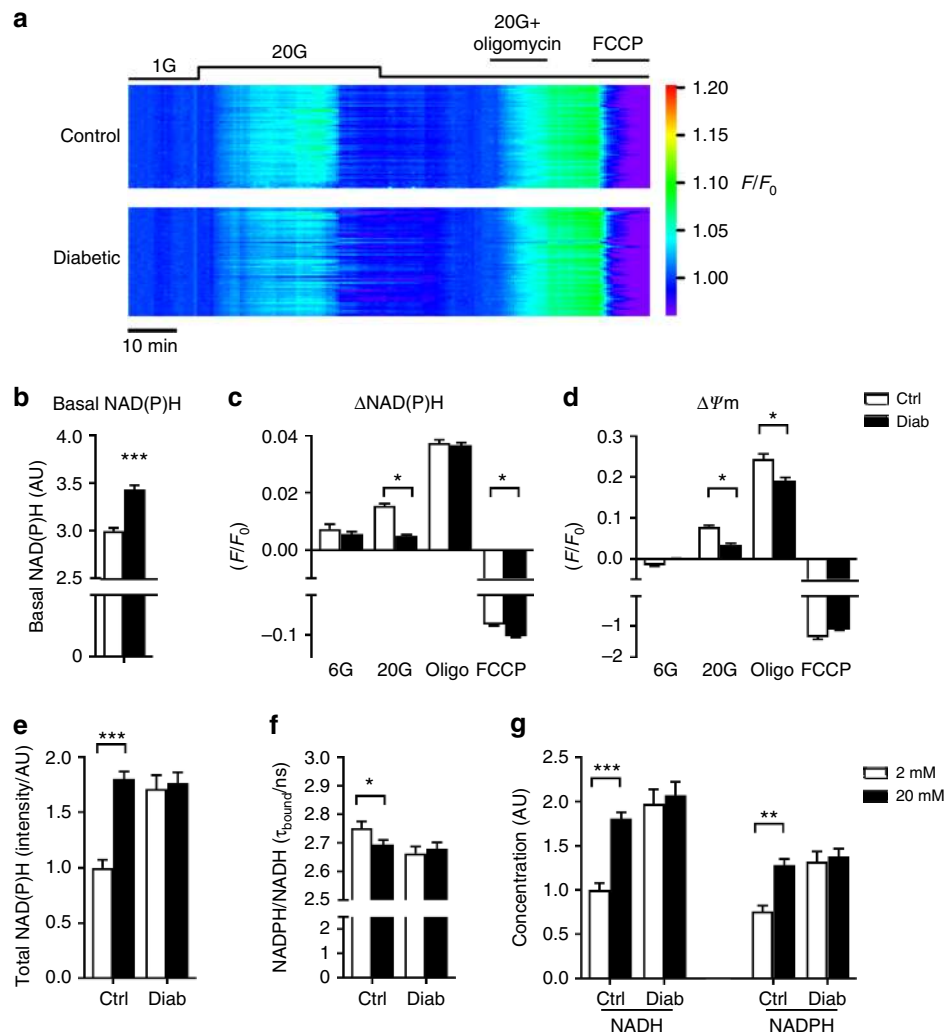 a
20G+
oligomycin
FCCP
1G
20G
Control
Diabetic
10 min
1.20
1.15
1.10
1.05
1.00
F/F0
b
Basal NAD(P)H
Basal NAD(P)H (AU)
4.0
3.5
3.0
2.5
0
***
c
ΔNAD(P)H
(F/F0)
0.04
0.02
0.00
−0.1
*
*
6G
20G
Oligo
FCCP
d
ΔΨm
(F/F0)
0.3
0.2
0.1
0.0
−1
−2
*
*
6G
20G
Oligo
FCCP
Ctrl
Diab
e
Total NAD(P)H (intensity/AU)
2.0
1.5
1.0
0.0
***
Ctrl
Diab
f
NADPH/NADH (τbound/ns)
3.0
2.9
2.8
2.7
2.6
2.5
2
1
0
*
Ctrl
Diab
g
Concentration (AU)
2.5
2.0
1.5
1.0
0.5
0.0
***
**
Ctrl
Diab
NADH
Ctrl
Diab
NADPH
2 mM
20 mM